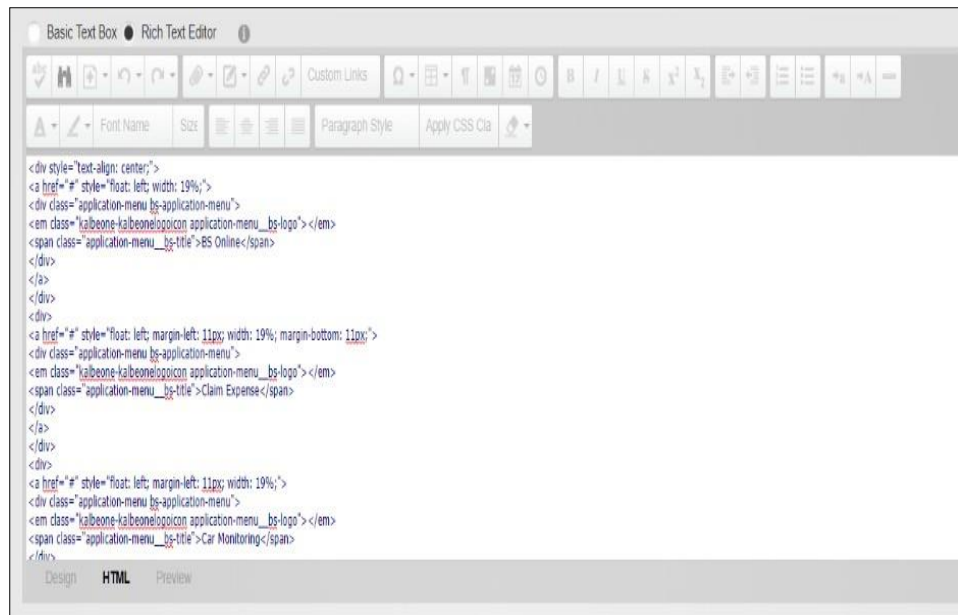 Basic Text Box Rich Text Editor
Custom Links
Font Name Size Paragraph Style Apply CSS Cla
<div style="text-align: center;">
<a href="#" style="float: left; width: 19%;">
<div class="application-menu bs-application-menu">
<em class="kalbeone-kalbeonelogoicon application-menu__bs-logo"></em>
<span class="application-menu__bs-title">BS Online</span>
</div>
</a>
</div>
<div>
<a href="#" style="float: left; margin-left: 11px; width: 19%; margin-bottom: 11px;">
<div class="application-menu bs-application-menu">
<em class="kalbeone-kalbeonelogoicon application-menu__bs-logo"></em>
<span class="application-menu__bs-title">Claim Expense</span>
</div>
</a>
</div>
<div>
<a href="#" style="float: left; margin-left: 11px; width: 19%;">
<div class="application-menu bs-application-menu">
<em class="kalbeone-kalbeonelogoicon application-menu__bs-logo"></em>
<span class="application-menu__bs-title">Car Monitoring</span>
</div>
Design HTML Preview